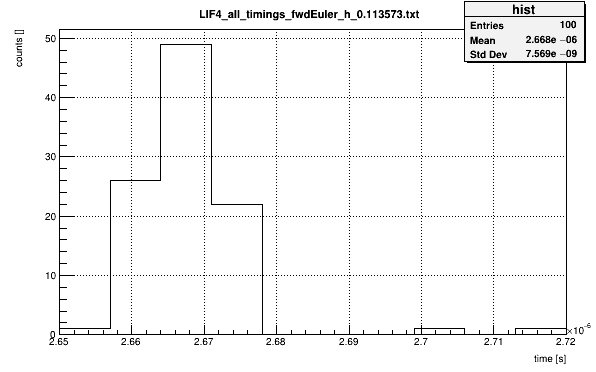 LIF4_all_timings_fwdEuler_h_0.113573.txt
hist
Entries 100
Mean 2.668e −06
Std Dev 7.569e −09
counts []
50
40
30
20
10
0
2.65 2.66 2.67 2.68 2.69 2.7 2.71 2.72
×10⁻⁶
time [s]